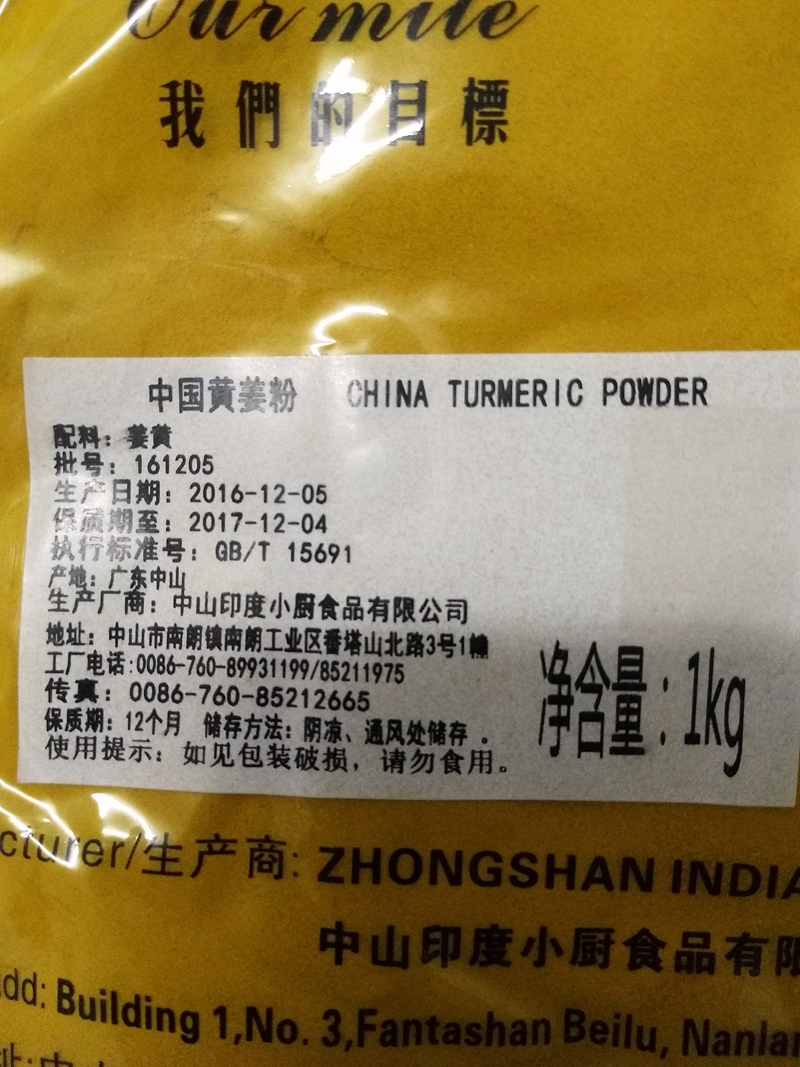 Our mile
我們的目標
中国黄姜粉 CHINA TURMERIC POWDER
配料：姜黄
批号：161205
生产日期：2016-12-05
保质期至：2017-12-04
执行标准号：GB/T 15691
产地：广东中山
生产厂商：中山印度小厨食品有限公司
地址：中山市南朗镇南朗工业区番塔山北路3号1幢
工厂电话:0086-760-89931199/85211975
传真：0086-760-85212665
保质期：12个月 储存方法：阴凉、通风处储存 。
使用提示：如见包装破损，请勿食用。
净含量：1kg
cturer/生产商: ZHONGSHAN INDIA
中山印度小厨食品有限
dd: Building 1,No. 3,Fantashan Beilu, Nanlan